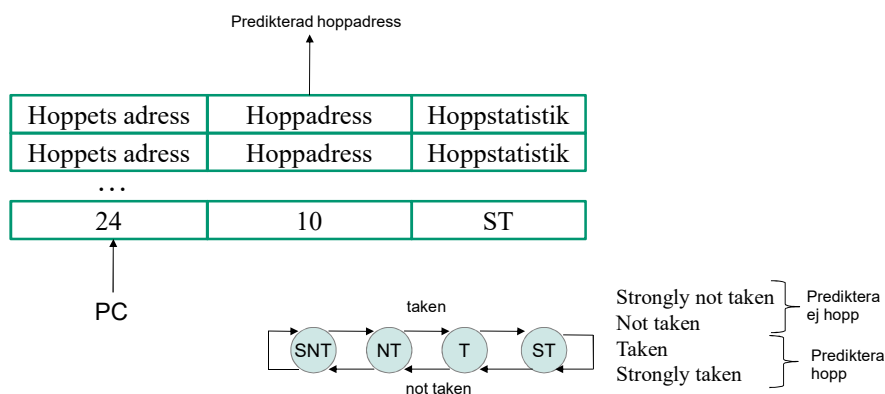 Predikterad hoppadress
Hoppets adress Hoppadress Hoppstatistik
Hoppets adress Hoppadress Hoppstatistik
...
24 10 ST
PC
taken
SNT NT T ST
not taken
Strongly not taken
Not taken
Taken
Strongly taken
Prediktera
ej hopp
Prediktera
hopp